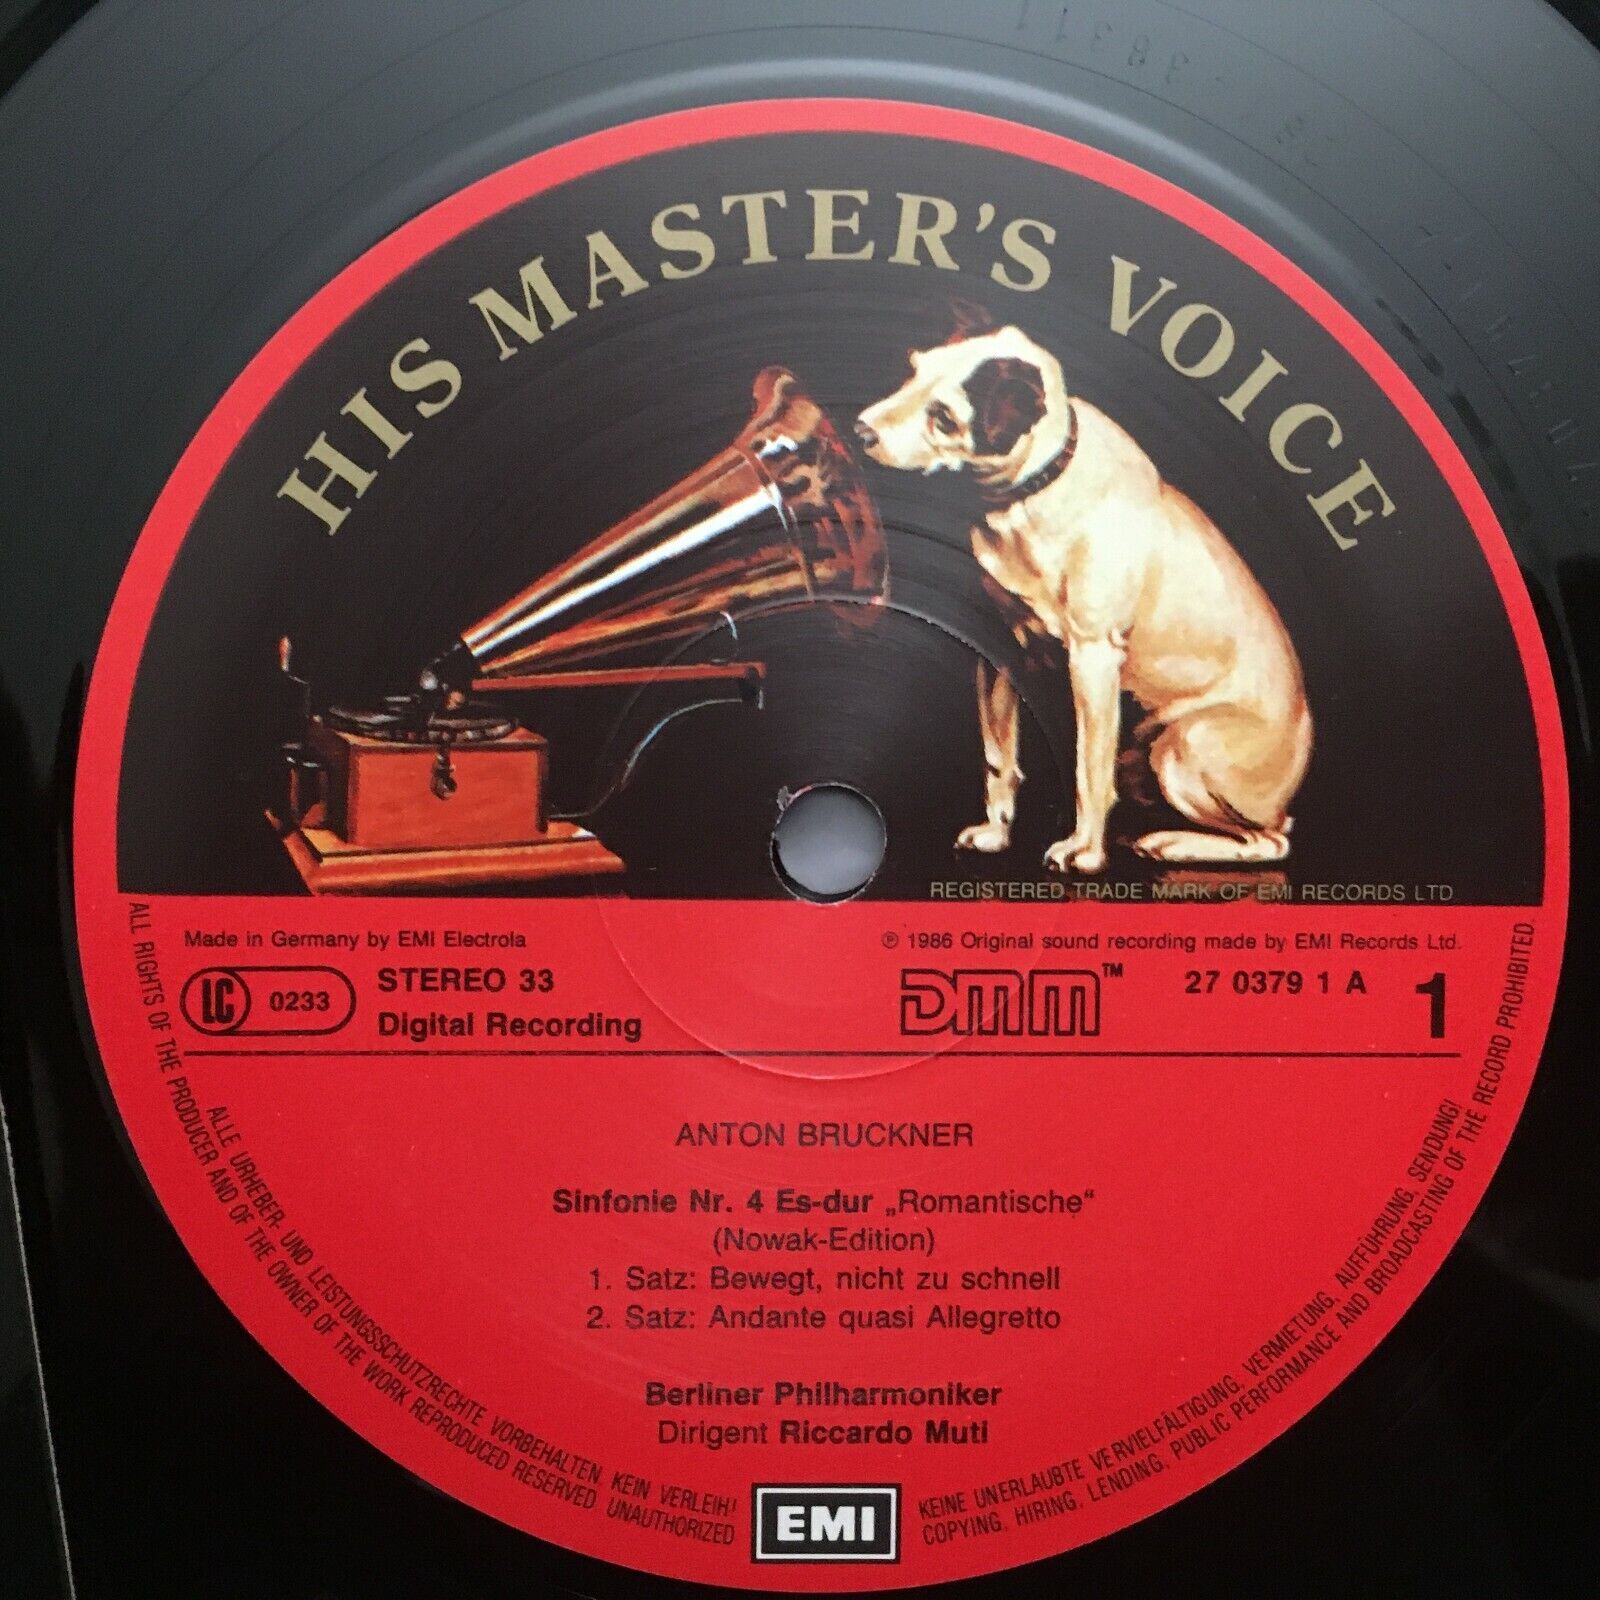 HIS MASTER'S VOICE
REGISTERED TRADE MARK OF EMI RECORDS LTD
Made in Germany by EMI Electrola
℗ 1986 Original sound recording made by EMI Records Ltd.
LC 0233
STEREO 33
Digital Recording
DMM™
27 0379 1 A
1
ANTON BRUCKNER
Sinfonie Nr. 4 Es-dur „Romantische“
(Nowak-Edition)
1. Satz: Bewegt, nicht zu schnell
2. Satz: Andante quasi Allegretto
Berliner Philharmoniker
Dirigent Riccardo Muti
EMI
ALLE URHEBER- UND LEISTUNGSSCHUTZRECHTE VORBEHALTEN KEIN VERLEIH! KEINE UNERLAUBTE VERVIELFÄLTIGUNG, VERMIETUNG, AUFFÜHRUNG, SENDUNG!
ALL RIGHTS OF THE PRODUCER AND OF THE OWNER OF THE WORK REPRODUCED RESERVED UNAUTHORIZED COPYING, HIRING, LENDING, PUBLIC PERFORMANCE AND BROADCASTING OF THE RECORD PROHIBITED.